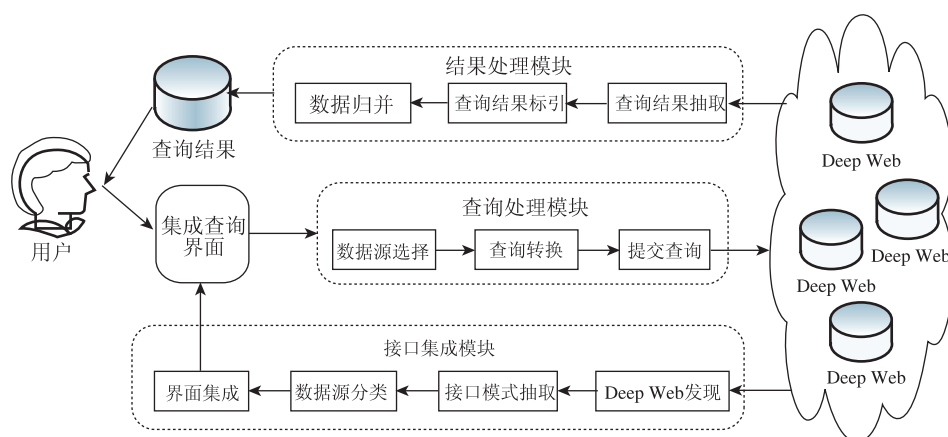 结果处理模块
数据归并
查询结果标引
查询结果抽取
查询结果
Deep Web
用户
集成查询
界面
查询处理模块
数据源选择
查询转换
提交查询
Deep Web
Deep Web
接口集成模块
界面集成
数据源分类
接口模式抽取
Deep Web发现
Deep Web